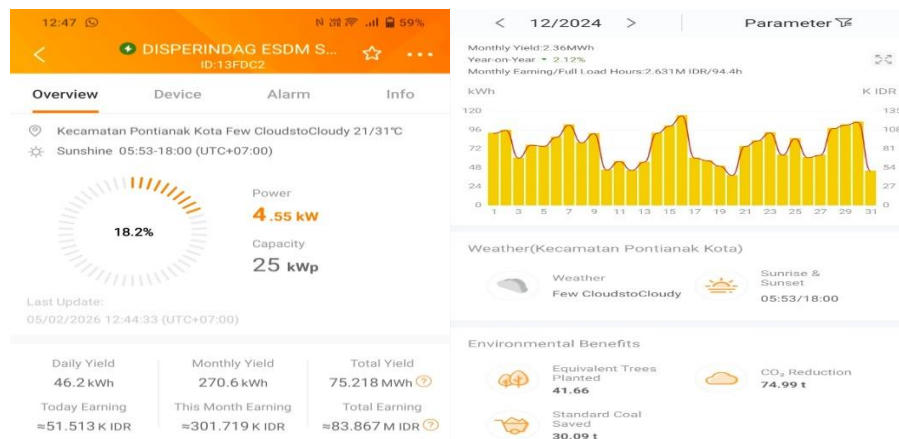 12:47 59%
DISPERINDAG ESDM S...
ID:13FDC2
Overview Device Alarm Info
Kecamatan Pontianak Kota Few CloudstoCloudy 21/31℃
Sunshine 05:53-18:00 (UTC+07:00)
18.2%
Power
4.55 kW
Capacity
25 kWp
Last Update:
05/02/2026 12:44:33 (UTC+07:00)
Daily Yield Monthly Yield Total Yield
46.2 kWh 270.6 kWh 75.218 MWh
Today Earning This Month Earning Total Earning
≈51.513 K IDR ≈301.719 K IDR ≈83.867 M IDR
< 12/2024 > Parameter
Monthly Yield:2.36MWh
Year-on-Year 2.12%
Monthly Earning/Full Load Hours:2.631M IDR/94.4h
kWh K IDR
120 135
96 108
72 81
48 54
24 27
0 0
1 3 5 7 9 11 13 15 17 19 21 23 25 27 29 31
Weather(Kecamatan Pontianak Kota)
Weather
Few CloudstoCloudy
Sunrise &
Sunset
05:53/18:00
Environmental Benefits
Equivalent Trees
Planted
41.66
CO₂ Reduction
74.99 t
Standard Coal
Saved
30.09 t